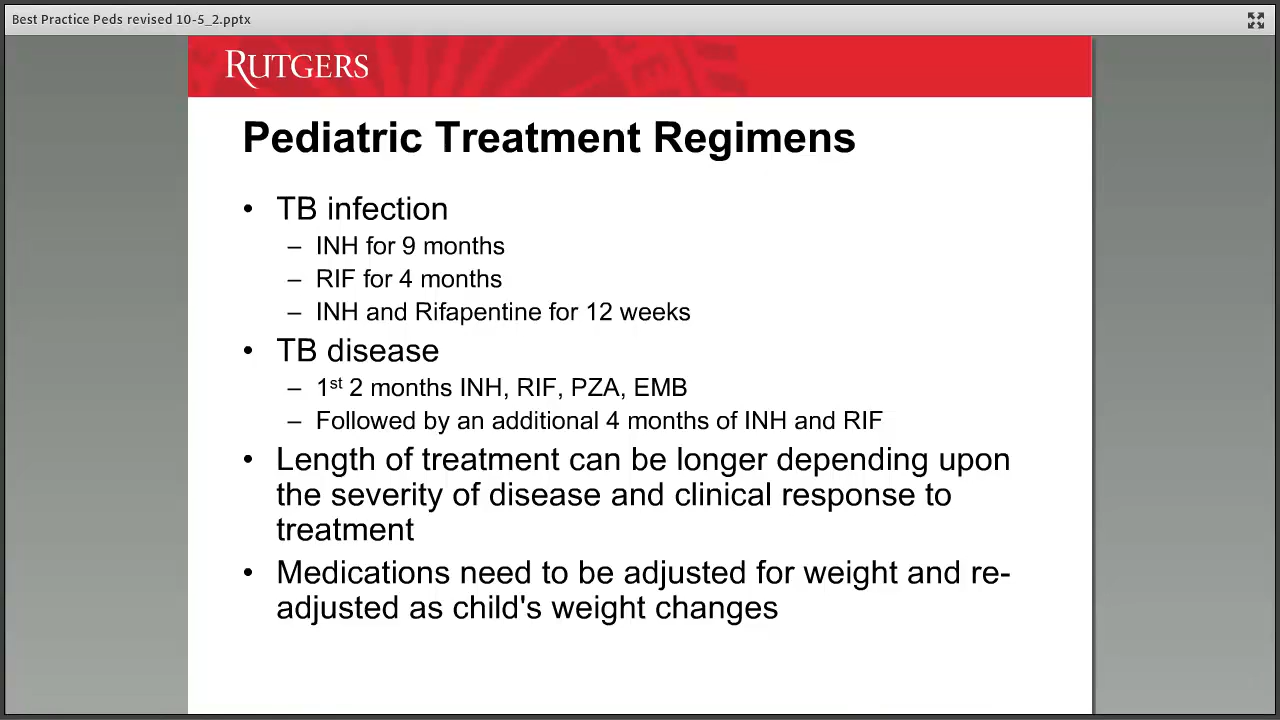 Best Practice Peds revised 10-5_2.pptx
RUTGERS
Pediatric Treatment Regimens
• TB infection
– INH for 9 months
– RIF for 4 months
– INH and Rifapentine for 12 weeks
• TB disease
– 1st 2 months INH, RIF, PZA, EMB
– Followed by an additional 4 months of INH and RIF
• Length of treatment can be longer depending upon
the severity of disease and clinical response to
treatment
• Medications need to be adjusted for weight and re-
adjusted as child's weight changes